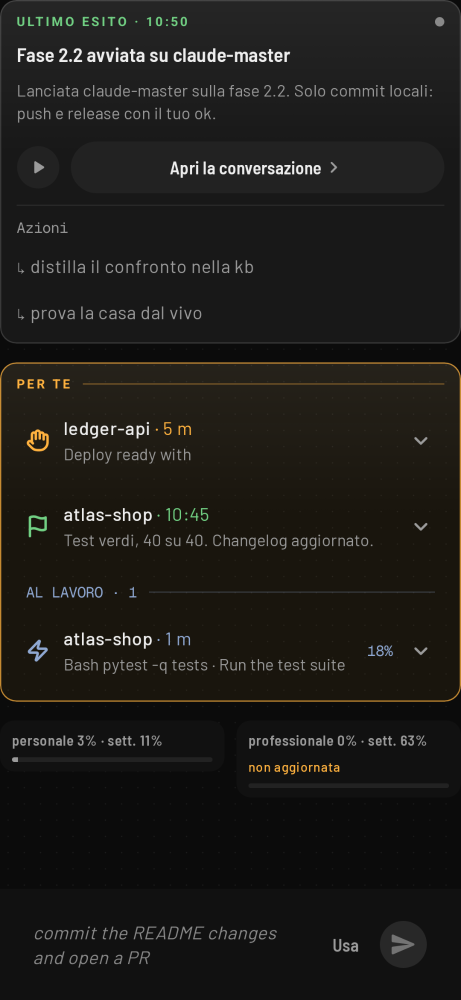 ULTIMO ESITO · 10:50
Fase 2.2 avviata su claude-master
Lanciata claude-master sulla fase 2.2. Solo commit locali:
push e release con il tuo ok.
Apri la conversazione
Azioni
↳ distilla il confronto nella kb
↳ prova la casa dal vivo
PER TE
ledger-api · 5 m
Deploy ready with
atlas-shop · 10:45
Test verdi, 40 su 40. Changelog aggiornato.
AL LAVORO · 1
atlas-shop · 1 m
Bash pytest -q tests · Run the test suite
18%
personale 3% · sett. 11%
professionale 0% · sett. 63%
non aggiornata
commit the README changes
and open a PR
Usa